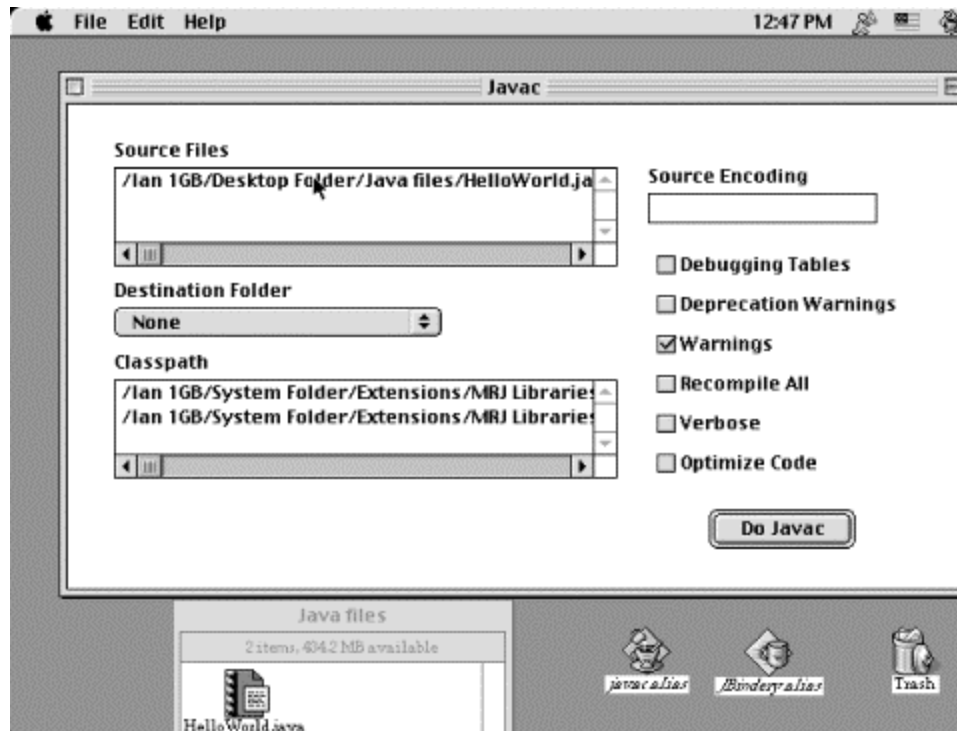 File Edit Help 12:47 PM
Javac
Source Files
/Ian 1GB/Desktop Folder/Java files/HelloWorld.ja
Source Encoding
Debugging Tables
Destination Folder
Deprecation Warnings
None
Warnings
Classpath
/Ian 1GB/System Folder/Extensions/MRJ Libraries
/Ian 1GB/System Folder/Extensions/MRJ Libraries
Recompile All
Verbose
Optimize Code
Do Javac
Java files
2 items, 404.2 MB available
javac alias
JBindery alias
Trash
HelloWorld.java